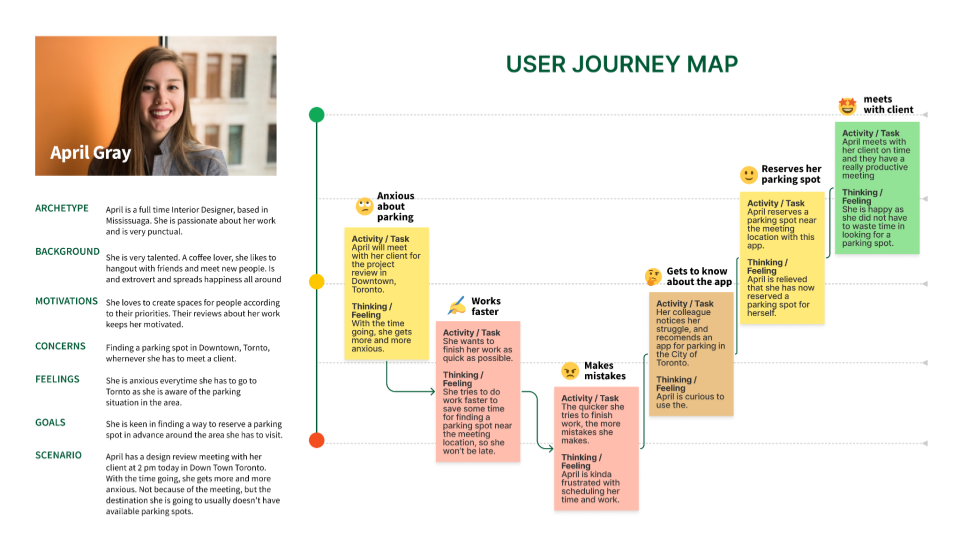 April Gray
ARCHETYPE
April is a full time Interior Designer, based in
Mississuaga. She is passionate about her work
and is very punctual.
BACKGROUND
She is very talented. A coffee lover, she likes to
hangout with friends and meet new people. Is
and extrovert and spreads happiness all around
MOTIVATIONS
She loves to create spaces for people according
to their priorities. Their reviews about her work
keeps her motivated.
CONCERNS
Finding a parking spot in Downtown, Tornto,
whernever she has to meet a client.
FEELINGS
She is anxious everytime she has to go to
Tornto as she is aware of the parking
situation in the area.
GOALS
She is keen in finding a way to reserve a parking
spot in advance around the area she has to visit.
SCENARIO
April has a design review meeting with her
client at 2 pm today in Down Town Toronto.
With the time going, she gets more and more
anxious. Not because of the meeting, but the
destination she is going to usually doesn't have
available parking spots.
USER JOURNEY MAP
Anxious
about
parking
Activity / Task
April will meet
with her client for
the project
review in
Downtown,
Toronto.
Thinking /
Feeling
With the time
going, she gets
more and more
anxious.
Works
faster
Activity / Task
She wants to
finish her work as
quick as possible.
Thinking /
Feeling
She tries to do
work faster to
save some time
for finding a
parking spot near
the meeting
location, so she
won't be late.
Makes
mistakes
Activity / Task
The quicker she
tries to finish
work, the more
mistakes she
makes.
Thinking /
Feeling
April is kinda
frustrated with
scheduling her
time and work.
Gets to know
about the app
Activity / Task
Her colleague
notices her
struggle, and
recomends an
app for parking in
the City of
Toronto.
Thinking /
Feeling
April is curious to
use the.
Reserves her
parking spot
Activity / Task
April reserves a
parking spot near
the meeting
location with this
app.
Thinking /
Feeling
April is relieved
that she has now
reserved a
parking spot for
herself.
meets
with client
Activity / Task
April meets with
her client on time
and they have a
really productive
meeting
Thinking /
Feeling
She is happy as
she did not have
to waste time in
looking for a
parking spot.